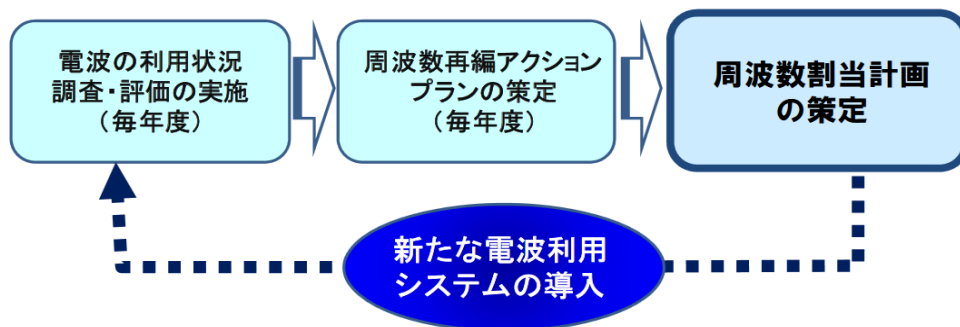 電波の利用状況
調査・評価の実施
（毎年度）
周波数再編アクション
プランの策定
（毎年度）
周波数割当計画
の策定
新たな電波利用
システムの導入